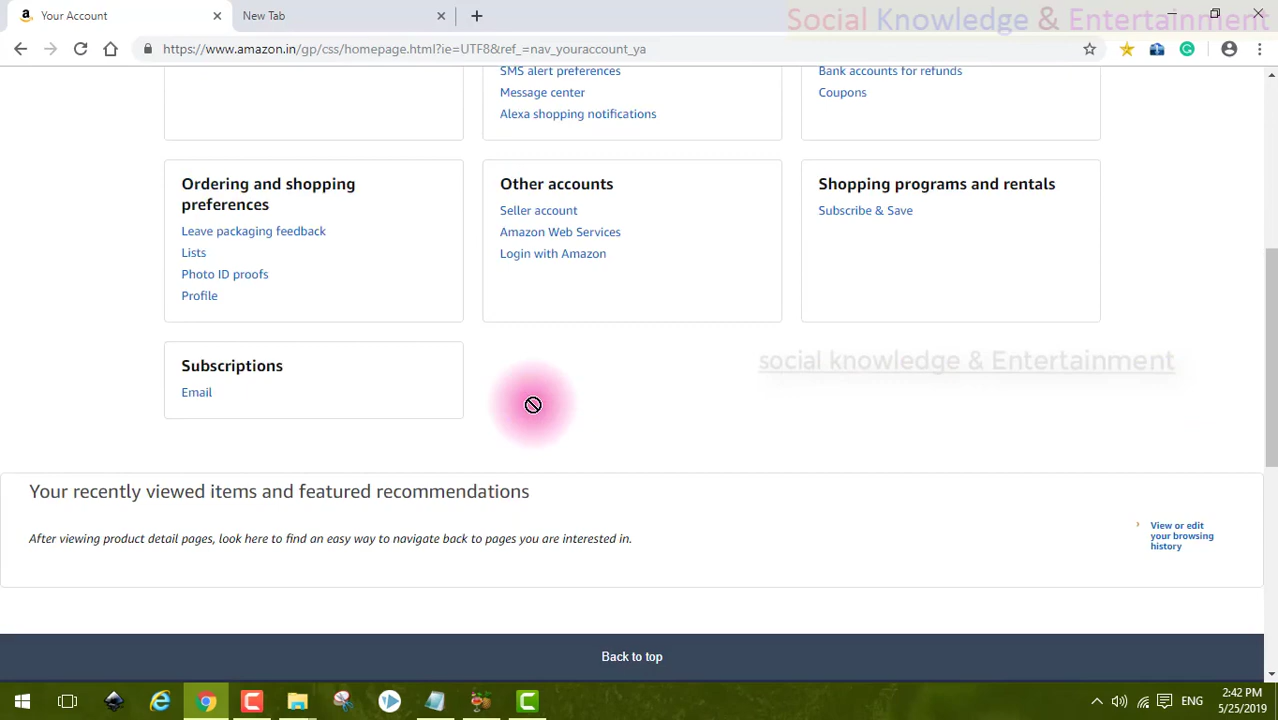 Your Account
New Tab
Social Knowledge & Entertainment
https://www.amazon.in/gp/css/homepage.html?ie=UTF8&ref_=nav_youraccount_ya
SMS alert preferences
Message center
Alexa shopping notifications
Bank accounts for refunds
Coupons
Ordering and shopping
preferences
Leave packaging feedback
Lists
Photo ID proofs
Profile
Other accounts
Seller account
Amazon Web Services
Login with Amazon
Shopping programs and rentals
Subscribe & Save
Subscriptions
Email
social knowledge & Entertainment
Your recently viewed items and featured recommendations
After viewing product detail pages, look here to find an easy way to navigate back to pages you are interested in.
View or edit
your browsing
history
Back to top
ENG
2:42 PM
5/25/2019